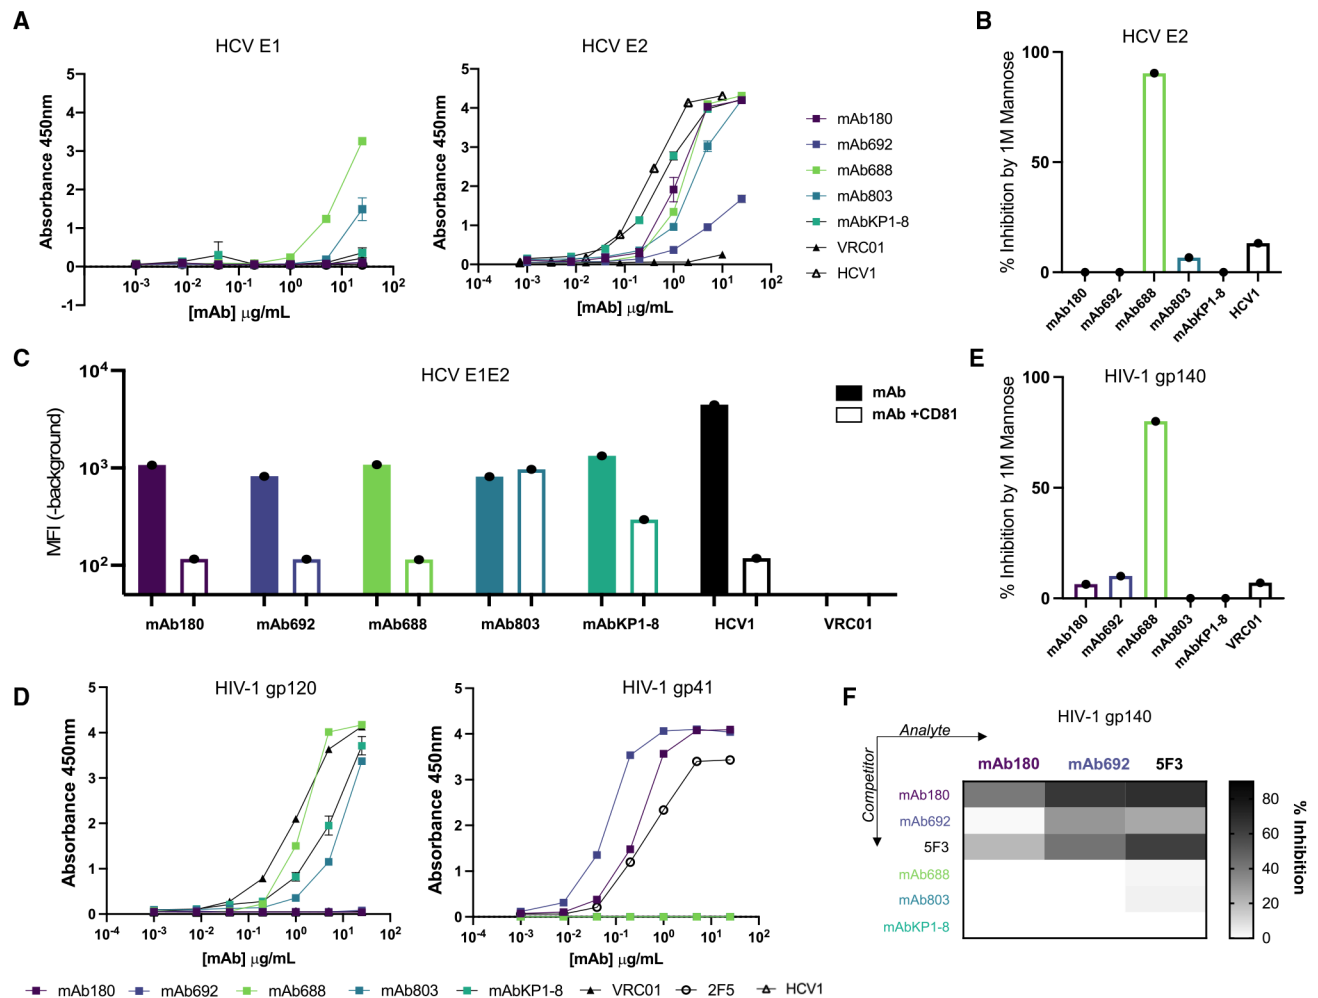 A
HCV E1
Absorbance 450nm
5
4
3
2
1
0
-1
10-3 10-2 10-1 100 101 102
[mAb] μg/mL
HCV E2
Absorbance 450nm
5
4
3
2
1
0
10-4 10-3 10-2 10-1 100 101 102
[mAb] μg/mL
mAb180
mAb692
mAb688
mAb803
mAbKP1-8
VRC01
HCV1
B
HCV E2
% Inhibition by 1M Mannose
100
50
0
mAb180 mAb692 mAb688 mAb803 mAbKP1-8 HCV1
C
HCV E1E2
MFI (-background)
104
103
102
mAb
mAb +CD81
mAb180 mAb692 mAb688 mAb803 mAbKP1-8 HCV1 VRC01
E
HIV-1 gp140
% Inhibition by 1M Mannose
100
50
0
mAb180 mAb692 mAb688 mAb803 mAbKP1-8 VRC01
D
HIV-1 gp120
Absorbance 450nm
5
4
3
2
1
0
10-4 10-3 10-2 10-1 100 101 102
[mAb] μg/mL
HIV-1 gp41
Absorbance 450nm
5
4
3
2
1
0
10-4 10-3 10-2 10-1 100 101 102
[mAb] μg/mL
mAb180 mAb692 mAb688 mAb803 mAbKP1-8 VRC01 2F5 HCV1
F
HIV-1 gp140
Analyte
Competitor
mAb180 mAb692 5F3
mAb180
mAb692
5F3
mAb688
mAb803
mAbKP1-8
80
60
40
20
0
% Inhibition